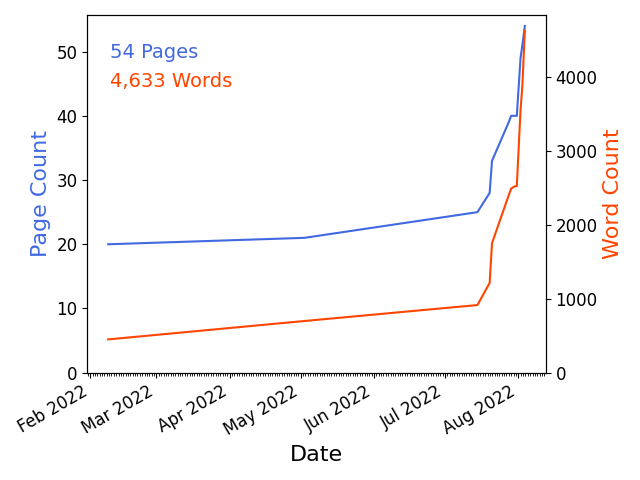 54 Pages
4,633 Words
Page Count
50
40
30
20
10
0
4000
3000
2000
1000
0
Word Count
Feb 2022
Mar 2022
Apr 2022
May 2022
Jun 2022
Jul 2022
Aug 2022
Date